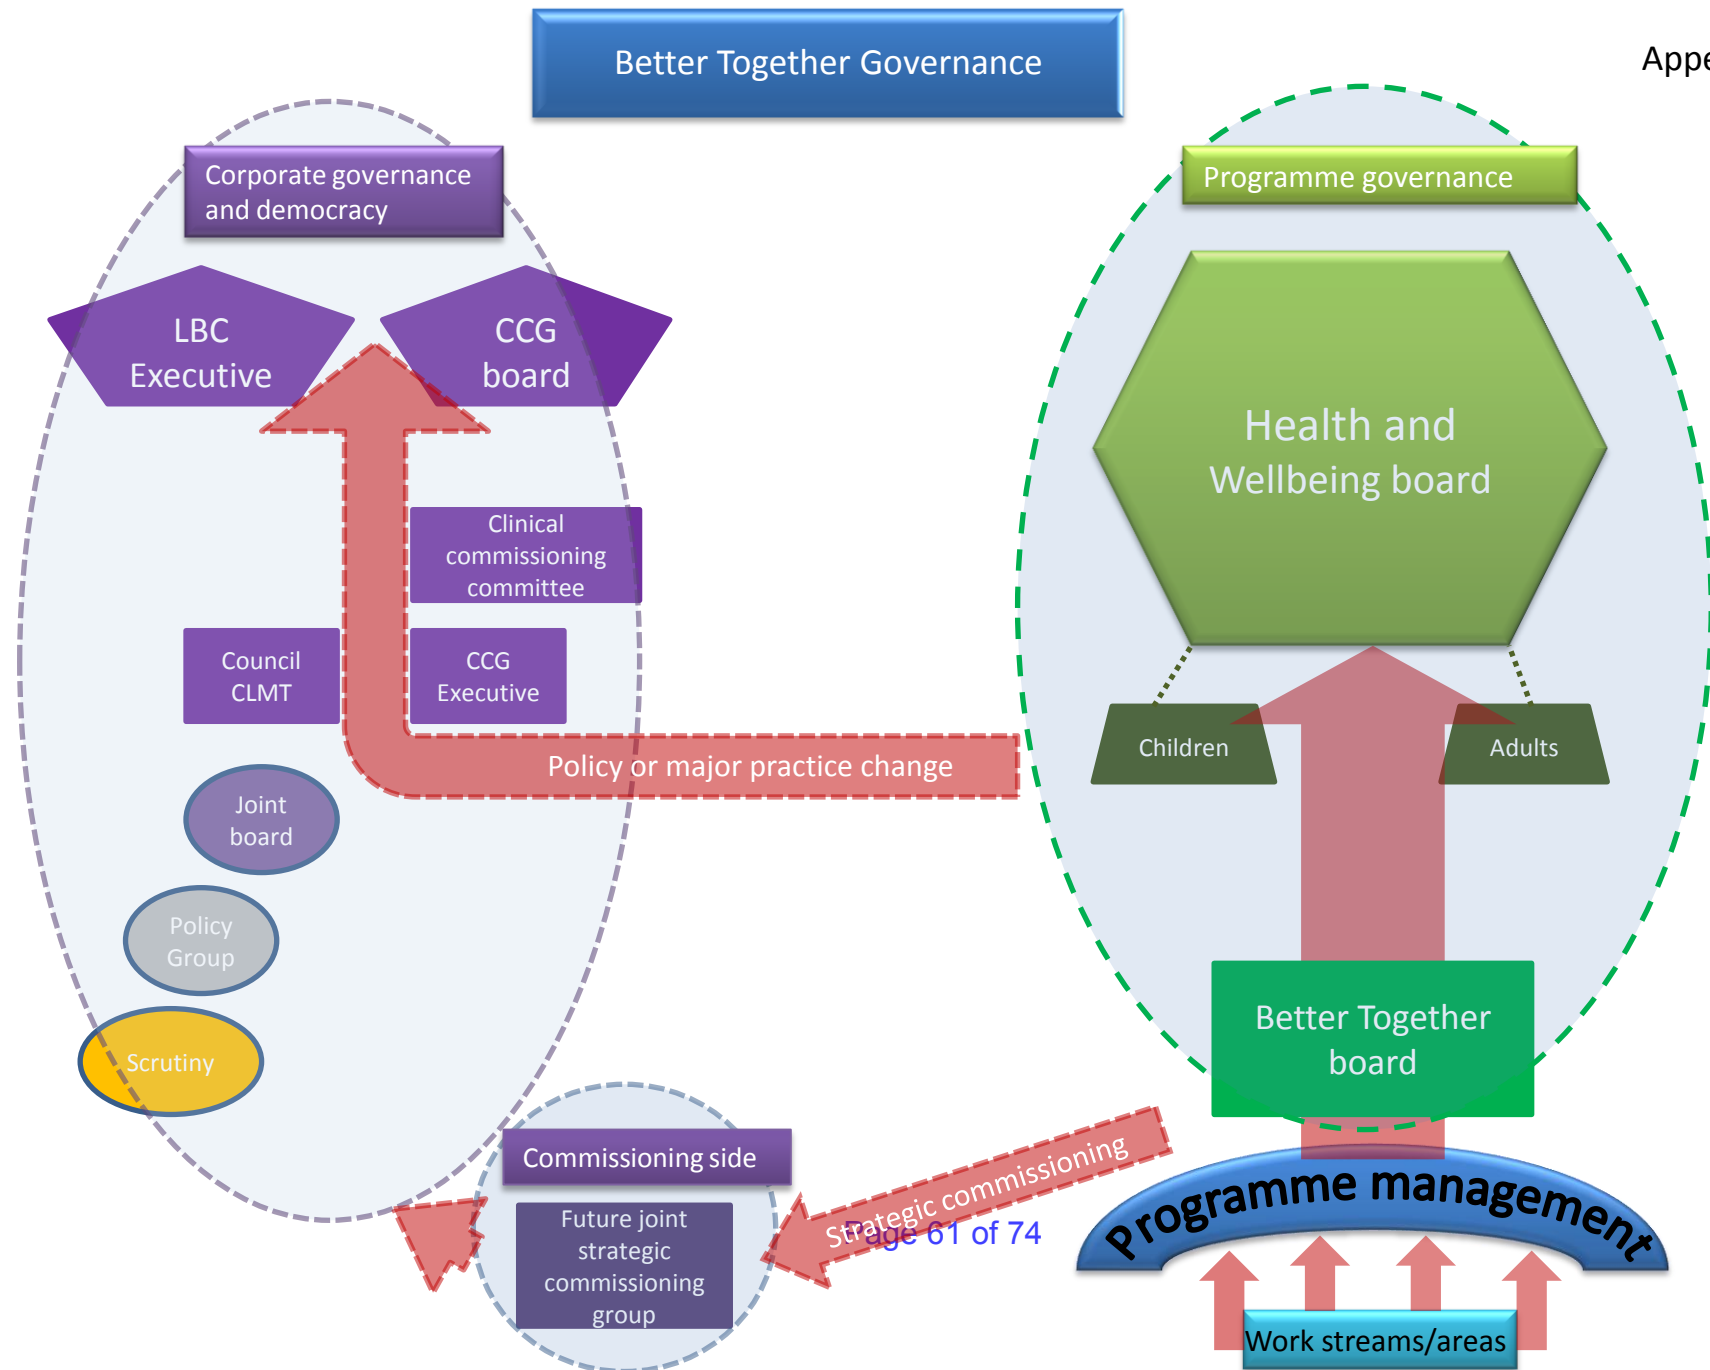 Better Together Governance
Appe
Corporate governance
and democracy
Programme governance
LBC
Executive
CCG
board
Health and
Wellbeing board
Clinical
commissioning
committee
Council
CLMT
CCG
Executive
Children
Adults
Policy or major practice change
Joint
board
Policy
Group
Scrutiny
Better Together
board
Commissioning side
Strategic commissioning
Future joint
strategic
commissioning
group
Page 61 of 74
Programme management
Work streams/areas